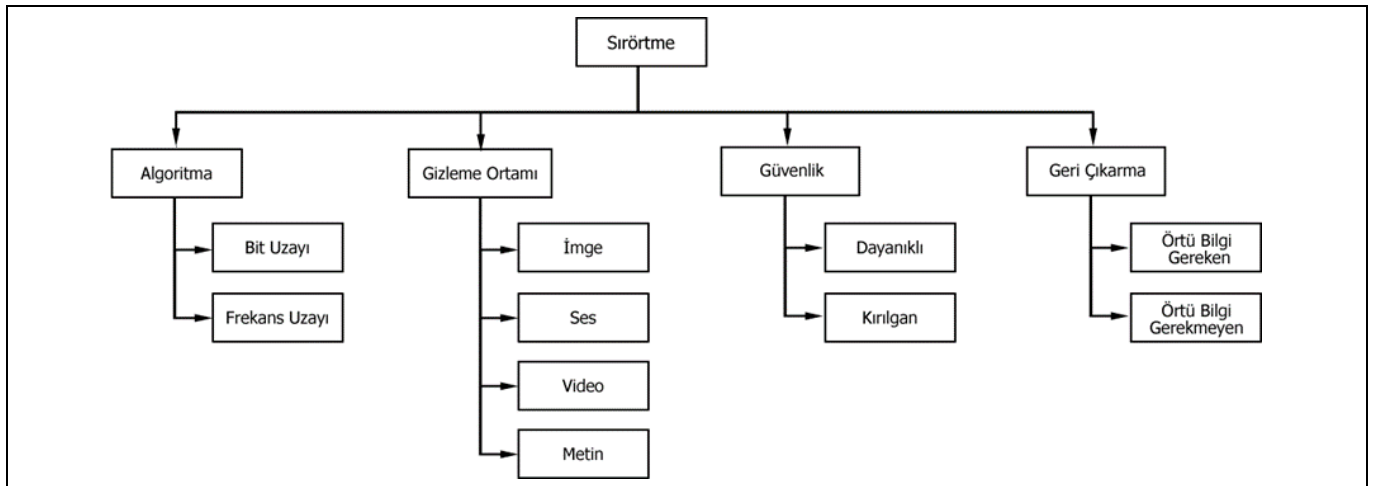 Sırörtme
Algoritma
Gizleme Ortamı
Güvenlik
Geri Çıkarma
Bit Uzayı
Frekans Uzayı
İmge
Ses
Video
Metin
Dayanıklı
Kırılgan
Örtü Bilgi
Gereken
Örtü Bilgi
Gerekmeyen